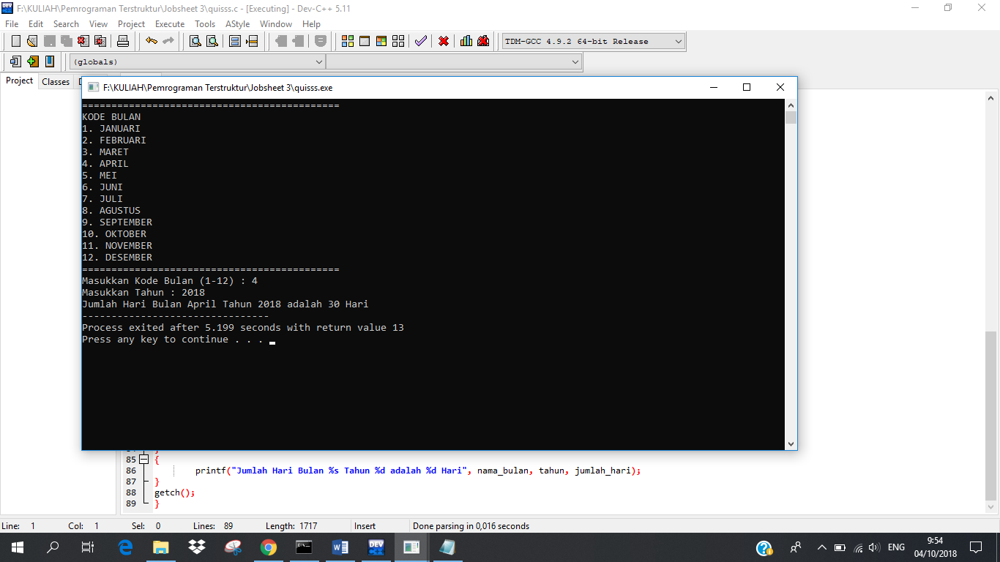 F:\KULIAH\Pemrograman Terstruktur\Jobsheet 3\quisss.c - [Executing] - Dev-C++ 5.11
File Edit Search View Project Execute Tools AStyle Window Help
TDM-GCC 4.9.2 64-bit Release
(globals)
Project Classes
F:\KULIAH\Pemrograman Terstruktur\Jobsheet 3\quisss.exe
============================================
KODE BULAN
1. JANUARI
2. FEBRUARI
3. MARET
4. APRIL
5. MEI
6. JUNI
7. JULI
8. AGUSTUS
9. SEPTEMBER
10. OKTOBER
11. NOVEMBER
12. DESEMBER
============================================
Masukkan Kode Bulan (1-12) : 4
Masukkan Tahun : 2018
Jumlah Hari Bulan April Tahun 2018 adalah 30 Hari
--------------------------------
Process exited after 5.199 seconds with return value 13
Press any key to continue . . .
85 {
86 printf("Jumlah Hari Bulan %s Tahun %d adalah %d Hari", nama_bulan, tahun, jumlah_hari);
87 }
88 getch();
89 }
Line: 1 Col: 1 Sel: 0 Lines: 89 Length: 1717 Insert Done parsing in 0,016 seconds
DEV
ENG
9:54
04/10/2018